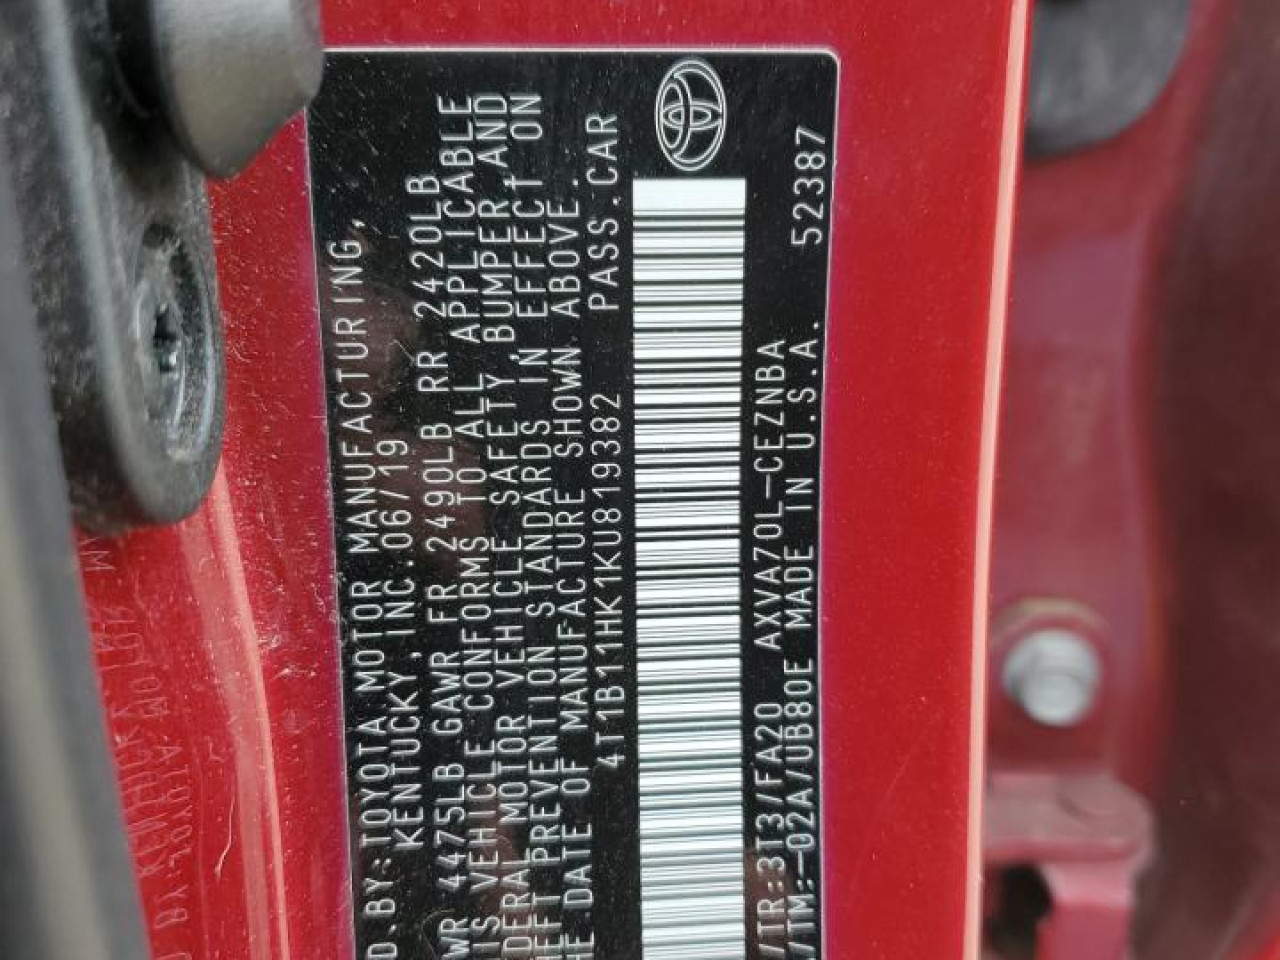 D.BY:TOYOTA MOTOR MANUFACTURING,
KENTUCKY,INC.06/19
WR 4475LB GAWR FR 2490LB RR 2420LB
IS VEHICLE CONFORMS TO ALL APPLICABLE
DERAL MOTOR VEHICLE SAFETY,BUMPER,AND
HEFT PREVENTION STANDARDS IN EFFECT ON
HE DATE OF MANUFACTURE SHOWN ABOVE.
4T1B11HK1KU819382 PASS.CAR
/TR:3T3/FA20 AXVA70L-CEZNBA
/TM:-02A/UB80E MADE IN U.S.A. 52387